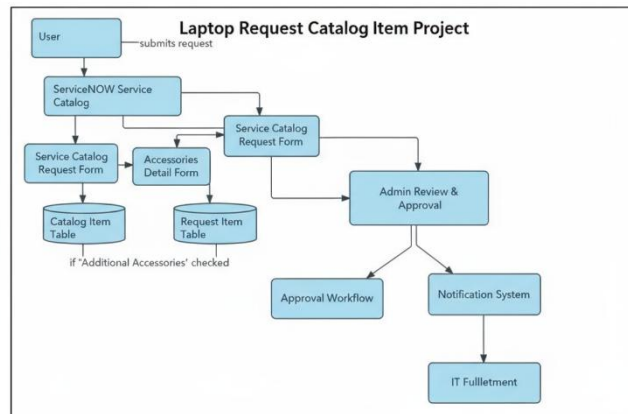 Laptop Request Catalog Item Project
User
submits request
ServiceNOW Service
Catalog
Service Catalog
Request Form
Service Catalog
Request Form
Accessories
Detail Form
Admin Review &
Approval
Catalog Item
Table
Request Item
Table
if "Additional Accessories' checked
Approval Workflow
Notification System
IT Fullletment